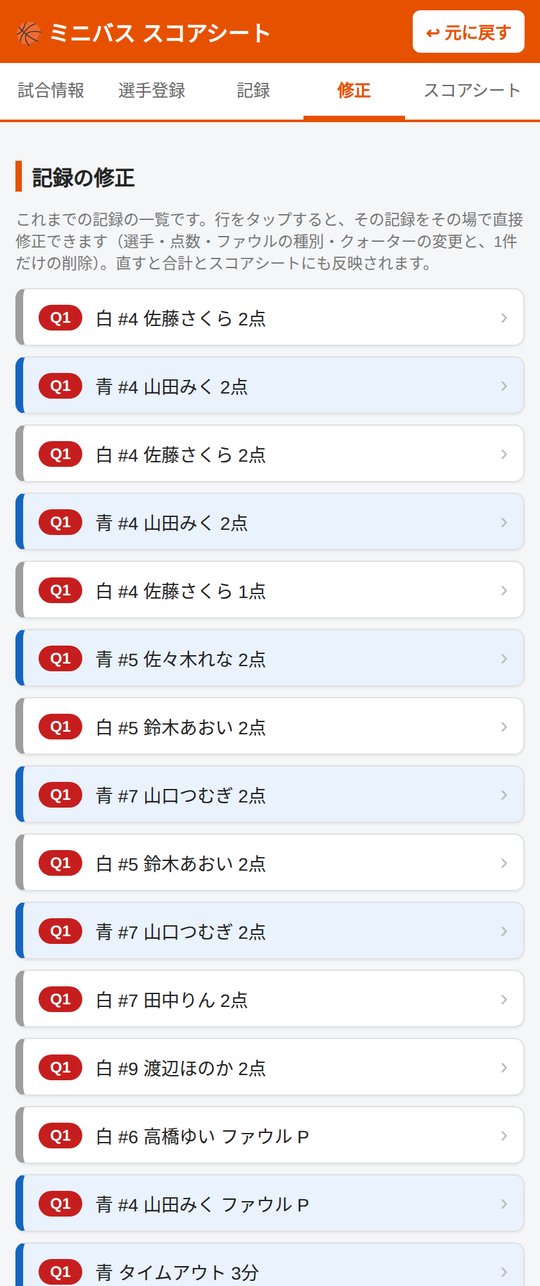 ミニバス スコアシート
↩ 元に戻す
試合情報 選手登録 記録 修正 スコアシート
記録の修正
これまでの記録の一覧です。行をタップすると、その記録をその場で直接
修正できます（選手・点数・ファウルの種別・クォーターの変更と、1件
だけの削除）。直すと合計とスコアシートにも反映されます。
Q1 白 #4 佐藤さくら 2点 ›
Q1 青 #4 山田みく 2点 ›
Q1 白 #4 佐藤さくら 2点 ›
Q1 青 #4 山田みく 2点 ›
Q1 白 #4 佐藤さくら 1点 ›
Q1 青 #5 佐々木れな 2点 ›
Q1 白 #5 鈴木あおい 2点 ›
Q1 青 #7 山口つむぎ 2点 ›
Q1 白 #5 鈴木あおい 2点 ›
Q1 青 #7 山口つむぎ 2点 ›
Q1 白 #7 田中りん 2点 ›
Q1 白 #9 渡辺ほのか 2点 ›
Q1 白 #6 高橋ゆい ファウル P ›
Q1 青 #4 山田みく ファウル P ›
Q1 青 タイムアウト 3分 ›